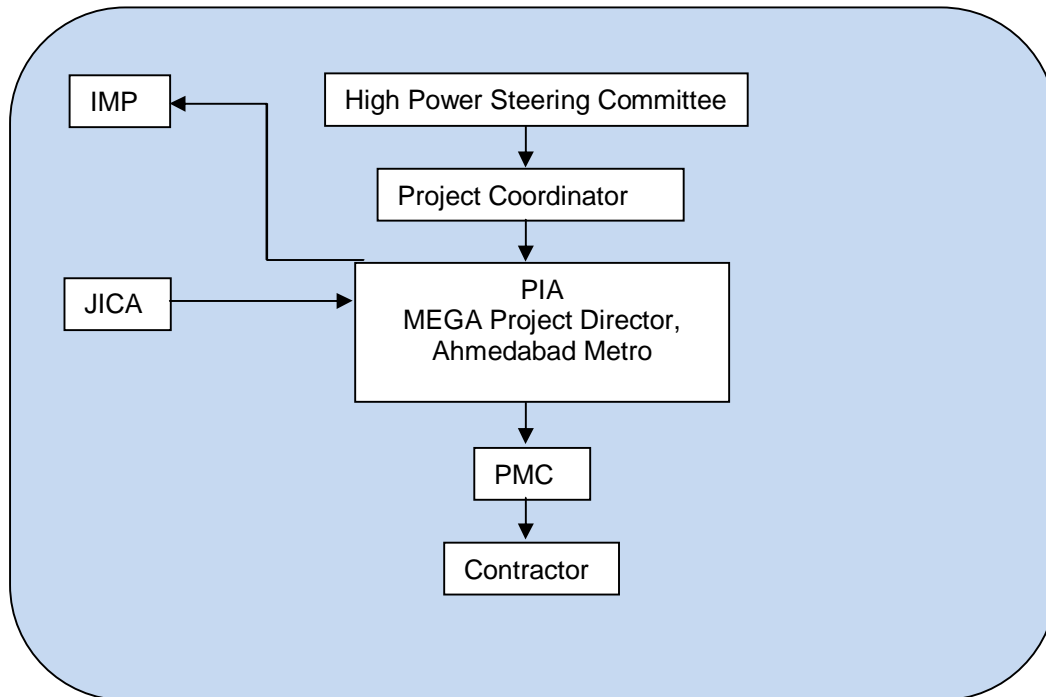 IMP
High Power Steering Committee
Project Coordinator
JICA
PIA
MEGA Project Director,
Ahmedabad Metro
PMC
Contractor